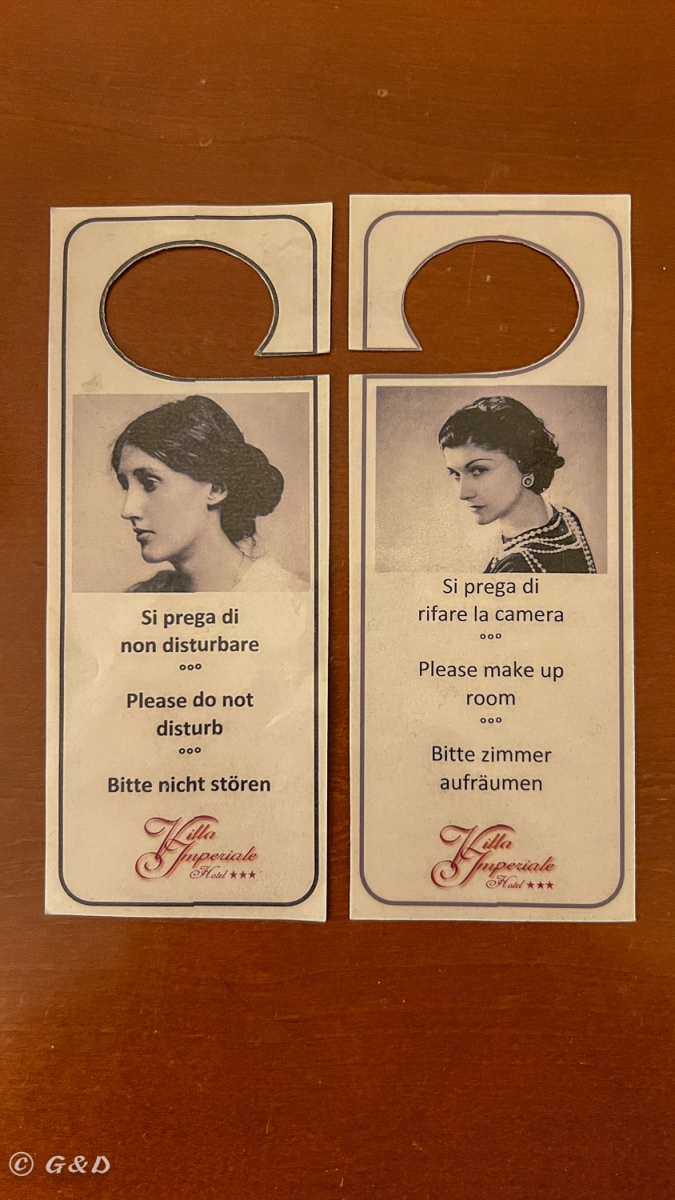 Si prega di
non disturbare
°°°
Please do not
disturb
°°°
Bitte nicht stören
Villa
Imperiale
Hotel ★★★
Si prega di
rifare la camera
°°°
Please make up
room
°°°
Bitte zimmer
aufräumen
Villa
Imperiale
Hotel ★★★
© G&D